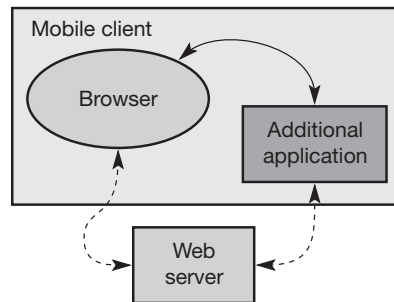 Mobile client
Browser
Additional
application
Web
server